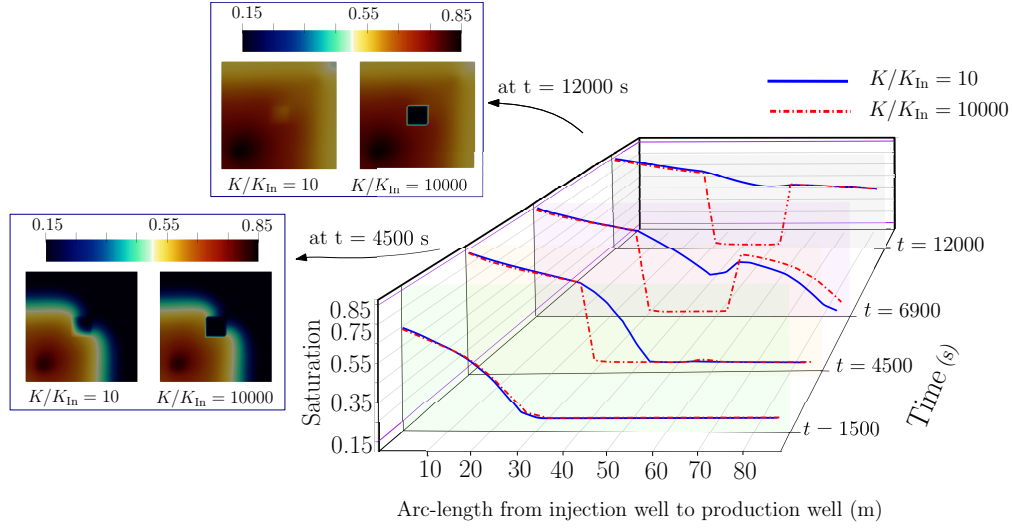 0.15 0.55 0.85
K/K_In = 10 K/K_In = 10000
at t = 12000 s
K/K_In = 10
K/K_In = 10000
0.15 0.55 0.85
K/K_In = 10 K/K_In = 10000
at t = 4500 s
Saturation
0.85
0.75
0.55
0.35
0.15
10 20 30 40 50 60 70 80
Arc-length from injection well to production well (m)
t = 12000
t = 6900
t = 4500
t − 1500
Time (s)